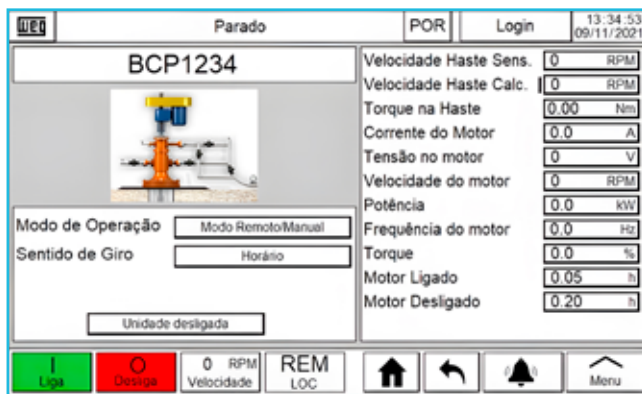 weg Parado POR Login 13:34:53
09/11/2021
BCP1234
Modo de Operação Modo Remoto/Manual
Sentido de Giro Horário
Unidade desligada
Velocidade Haste Sens. 0 RPM
Velocidade Haste Calc. 0 RPM
Torque na Haste 0.00 Nm
Corrente do Motor 0.0 A
Tensão no motor 0 V
Velocidade do motor 0 RPM
Potência 0.0 kW
Frequência do motor 0.0 Hz
Torque 0.0 %
Motor Ligado 0.05 h
Motor Desligado 0.20 h
I
Liga
O
Desliga
0 RPM
Velocidade
REM
LOC
Menu